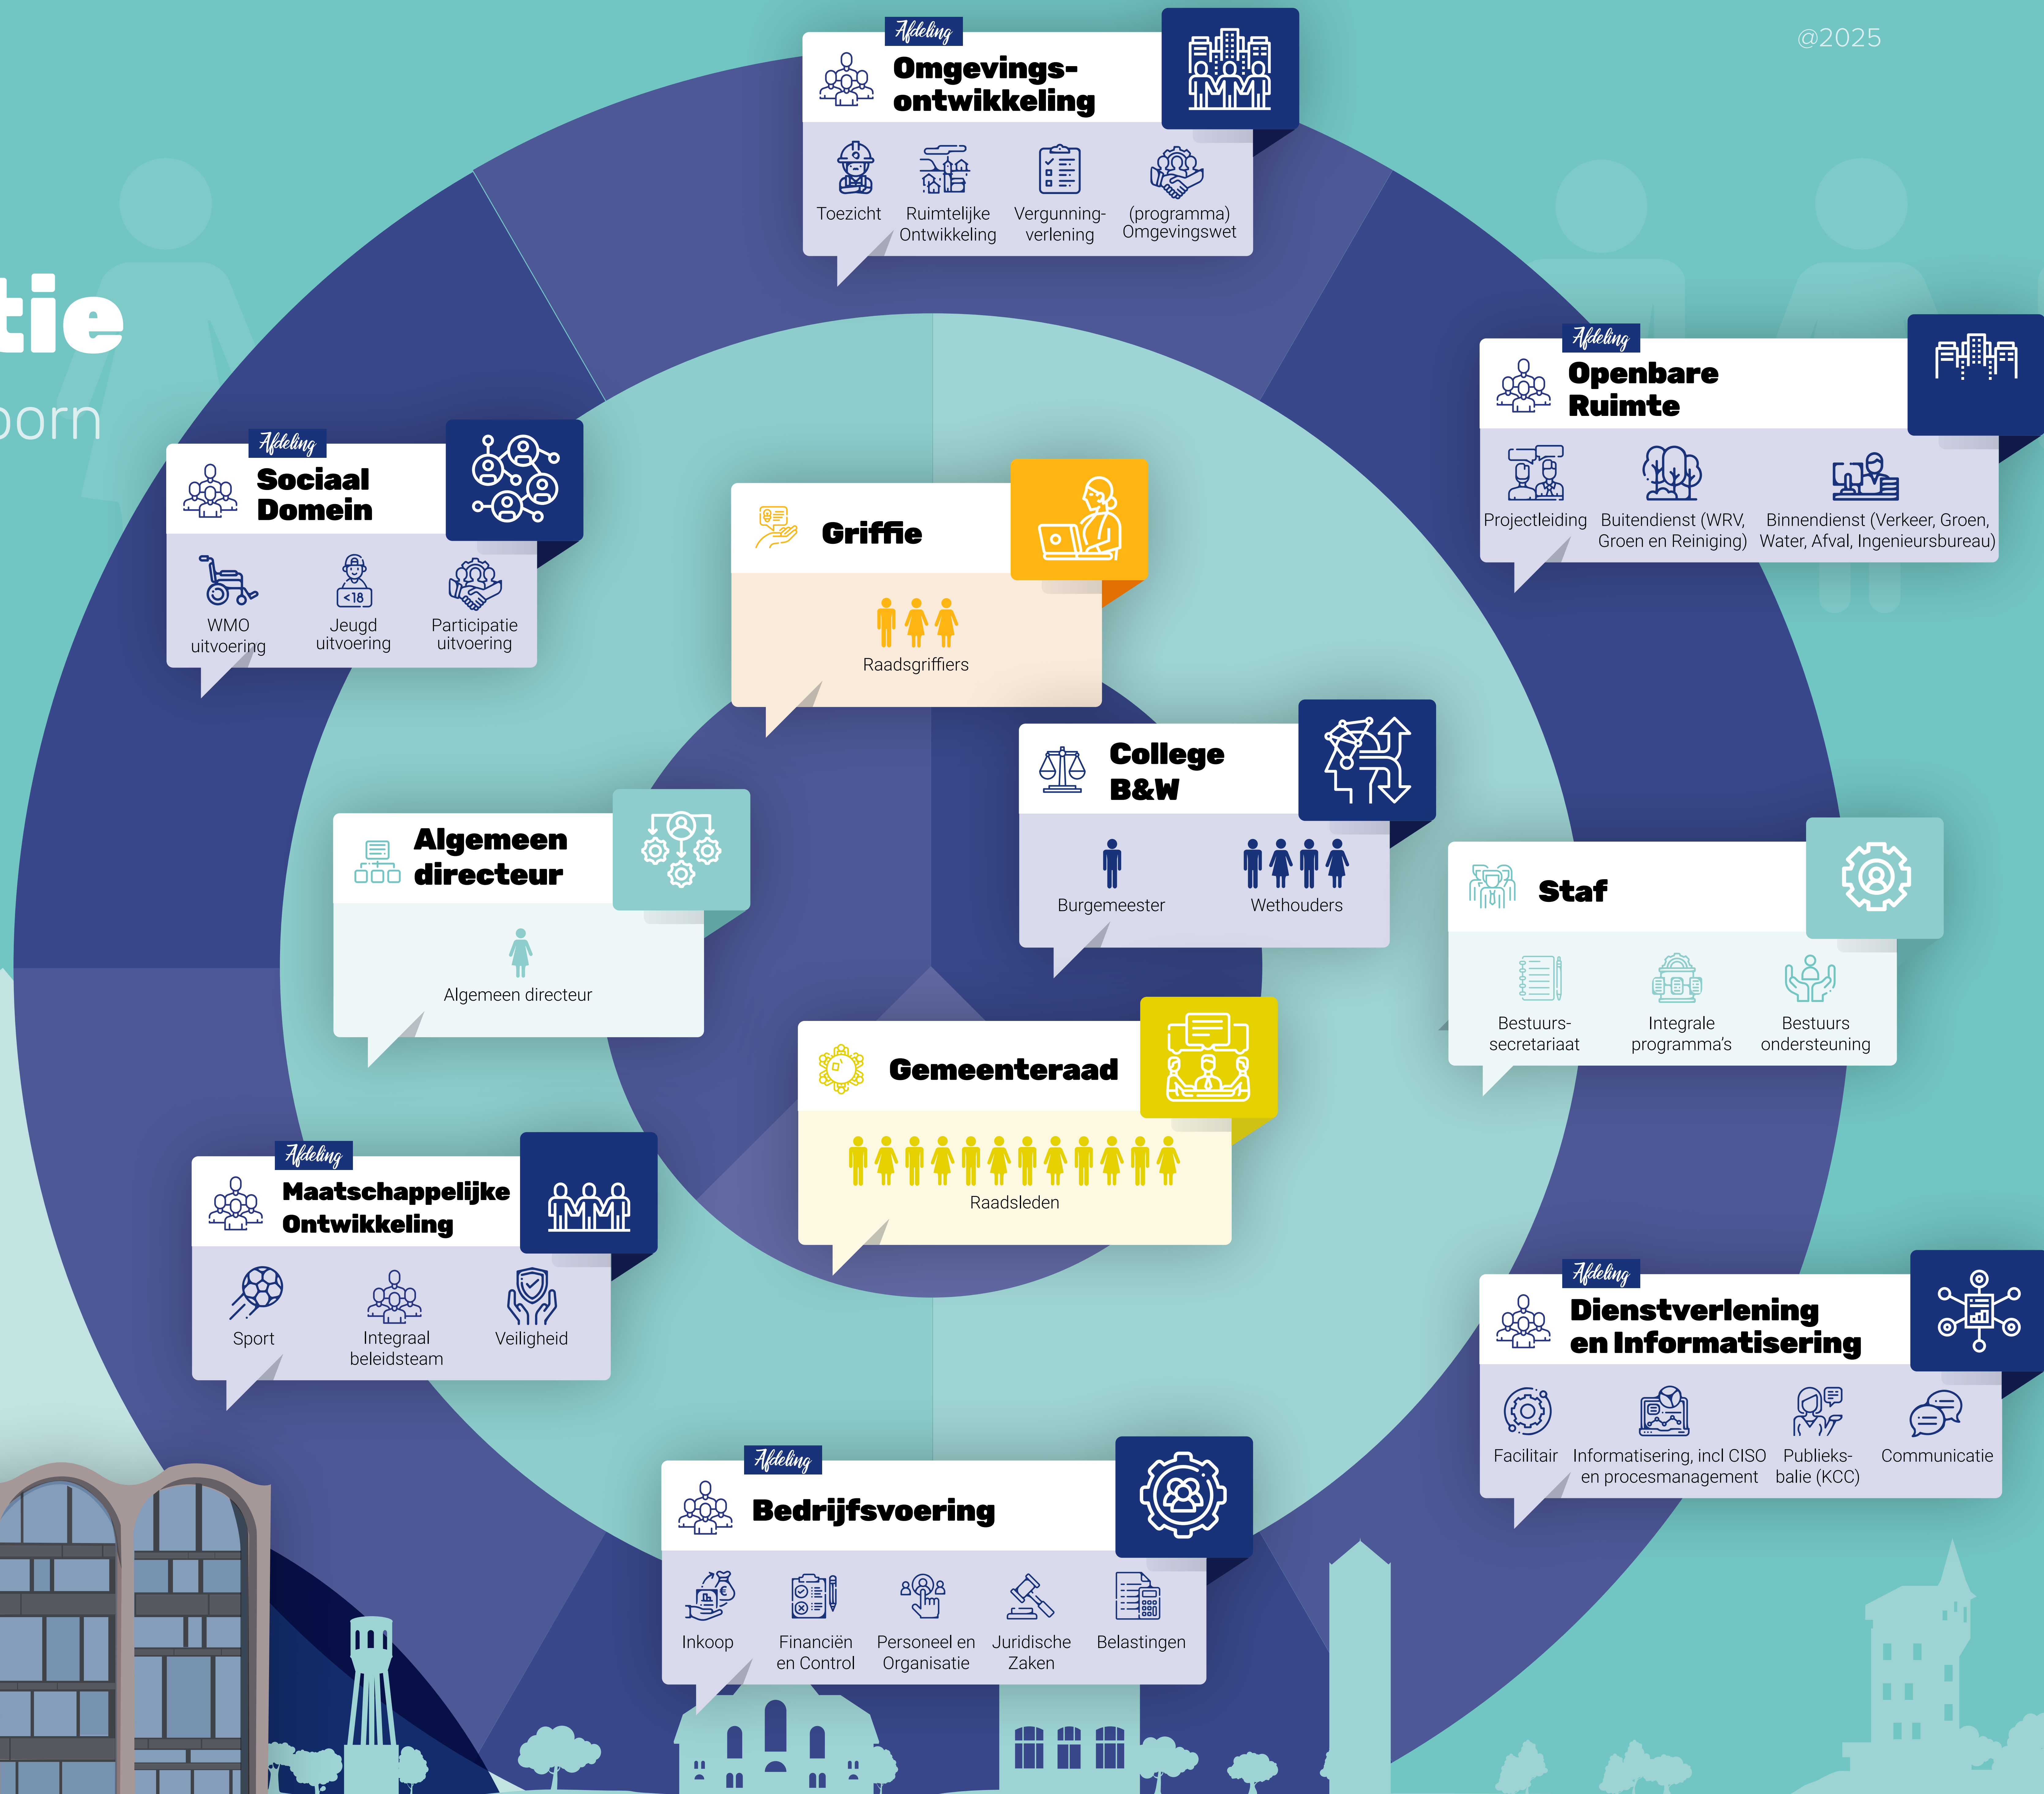 @2025
tie
oorn
Afdeling
Omgevings-
ontwikkeling
Toezicht
Ruimtelijke
Ontwikkeling
Vergunning-
verlening
(programma)
Omgevingswet
Afdeling
Openbare
Ruimte
Projectleiding
Buitendienst (WRV,
Groen en Reiniging)
Binnendienst (Verkeer, Groen,
Water, Afval, Ingenieursbureau)
Afdeling
Sociaal
Domein
WMO
uitvoering
<18
Jeugd
uitvoering
Participatie
uitvoering
Griffie
Raadsgriffiers
College
B&W
Burgemeester
Wethouders
Algemeen
directeur
Algemeen directeur
Staf
Bestuurs-
secretariaat
Integrale
programma's
Bestuurs
ondersteuning
Gemeenteraad
Raadsleden
Afdeling
Maatschappelijke
Ontwikkeling
Sport
Integraal
beleidsteam
Veiligheid
Afdeling
Dienstverlening
en Informatisering
Facilitair
Informatisering, incl CISO
en procesmanagement
Publieks-
balie (KCC)
Communicatie
Afdeling
Bedrijfsvoering
Inkoop
Financiën
en Control
Personeel en
Organisatie
Juridische
Zaken
Belastingen